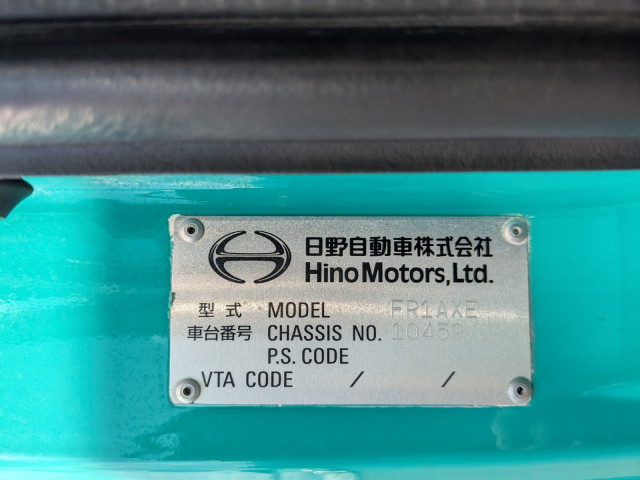 日野自動車株式会社
Hino Motors, Ltd.
型式 MODEL FR1AXE
車台番号 CHASSIS NO.
P.S. CODE
VTA CODE / /